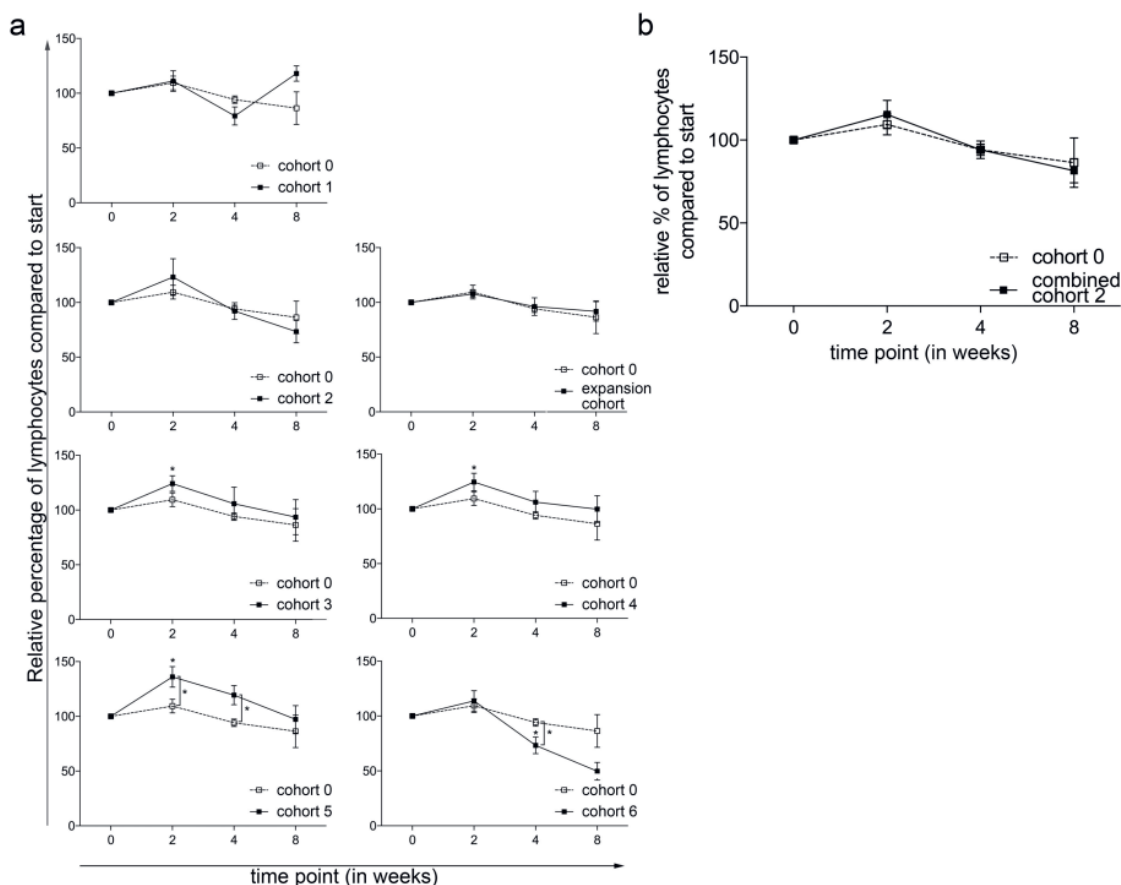 a
Relative percentage of lymphocytes compared to start
150
100
50
0
cohort 0
cohort 1
0 2 4 8
150
100
50
0
cohort 0
cohort 2
0 2 4 8
150
100
50
0
cohort 0
expansion
cohort
0 2 4 8
150
100
50
0
*
cohort 0
cohort 3
0 2 4 8
150
100
50
0
*
cohort 0
cohort 4
0 2 4 8
150
100
50
0
*
*
*
cohort 0
cohort 5
0 2 4 8
150
100
50
0
*
*
cohort 0
cohort 6
0 2 4 8
time point (in weeks)
b
relative % of lymphocytes
compared to start
150
100
50
0
cohort 0
combined
cohort 2
0 2 4 8
time point (in weeks)